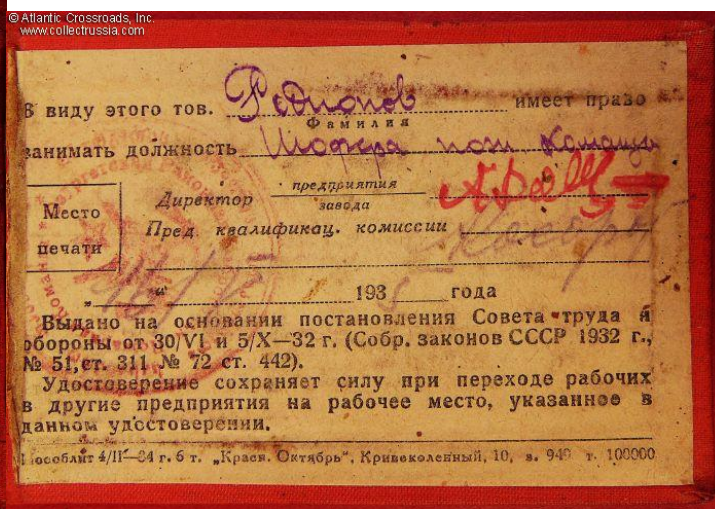 © Atlantic Crossroads, Inc.
www.collectrussia.com
В виду этого тов. имеет право
Фамилия
занимать должность Шофера пож команды
предприятия
Директор
завода
Место
печати
Пред. квалификац. комиссии
„ “ 193 года
Выдано на основании постановления Совета труда и
обороны от 30/VI и 5/X—32 г. (Собр. законов СССР 1932 г.,
№ 51, ст. 311 № 72 ст. 442).
Удостоверение сохраняет силу при переходе рабочих
в другие предприятия на рабочее место, указанное в
данном удостоверении.
4/II—34 г. 6 т. „Красн. Октябрь“, Кривоколенный, 10, з. 940 т. 100000